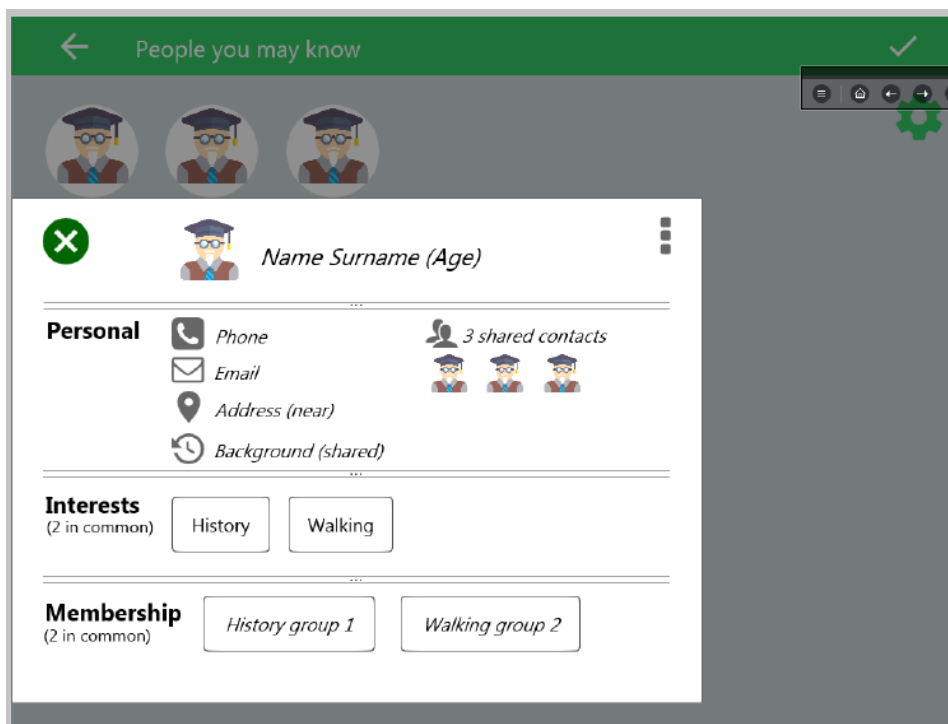 People you may know
Name Surname (Age)
Personal
Phone
3 shared contacts
Email
Address (near)
Background (shared)
Interests
(2 in common)
History
Walking
Membership
(2 in common)
History group 1
Walking group 2